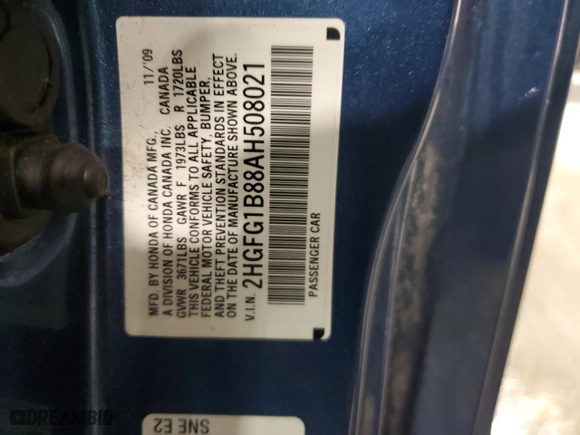 MFD. BY HONDA OF CANADA MFG., 11/'09
A DIVISION OF HONDA CANADA INC. CANADA
GVWR 3671LBS GAWR F 1973LBS R 1720LBS
THIS VEHICLE CONFORMS TO ALL APPLICABLE
FEDERAL MOTOR VEHICLE SAFETY, BUMPER,
AND THEFT PREVENTION STANDARDS IN EFFECT
ON THE DATE OF MANUFACTURE SHOWN ABOVE.
V.I.N. 2HGFG1B88AH508021
PASSENGER CAR
SNE E2
DREAMBID